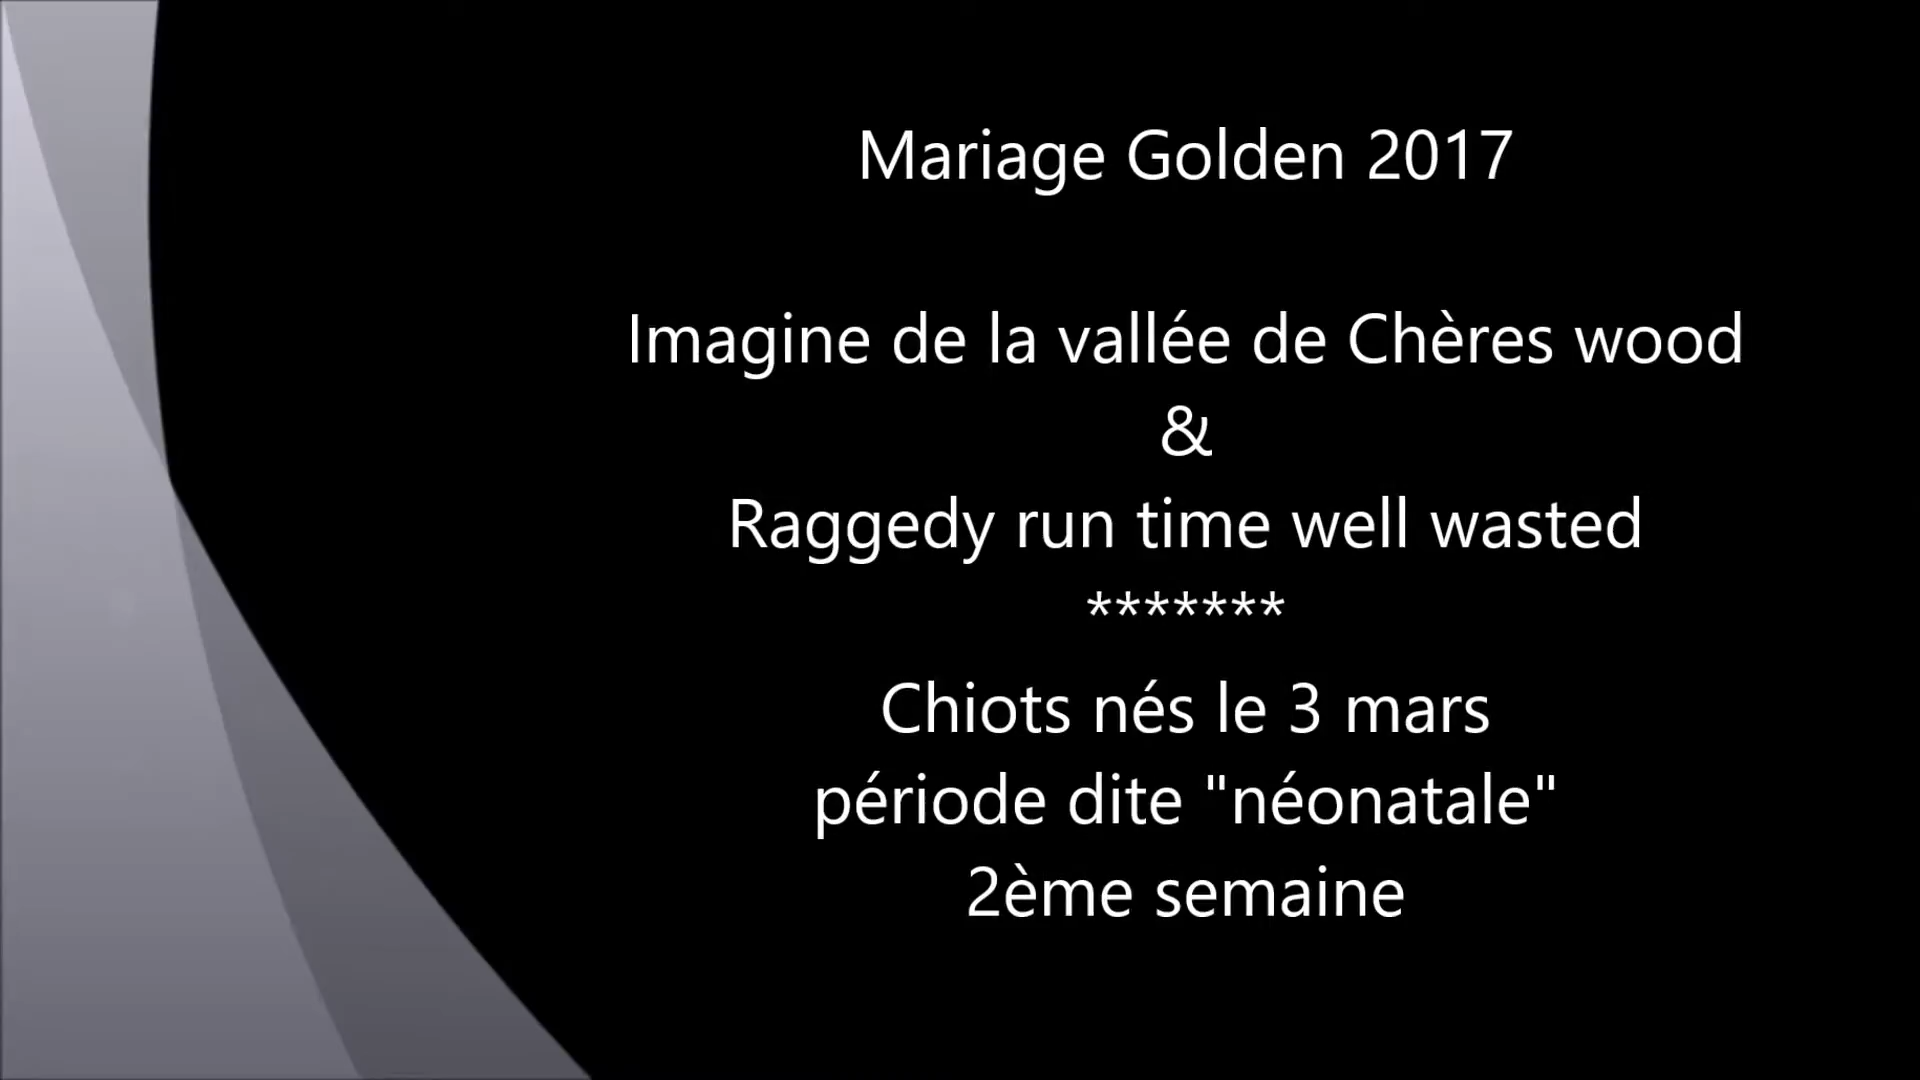 Mariage Golden 2017
Imagine de la vallée de Chères wood
&
Raggedy run time well wasted
*******
Chiots nés le 3 mars
période dite "néonatale"
2ème semaine